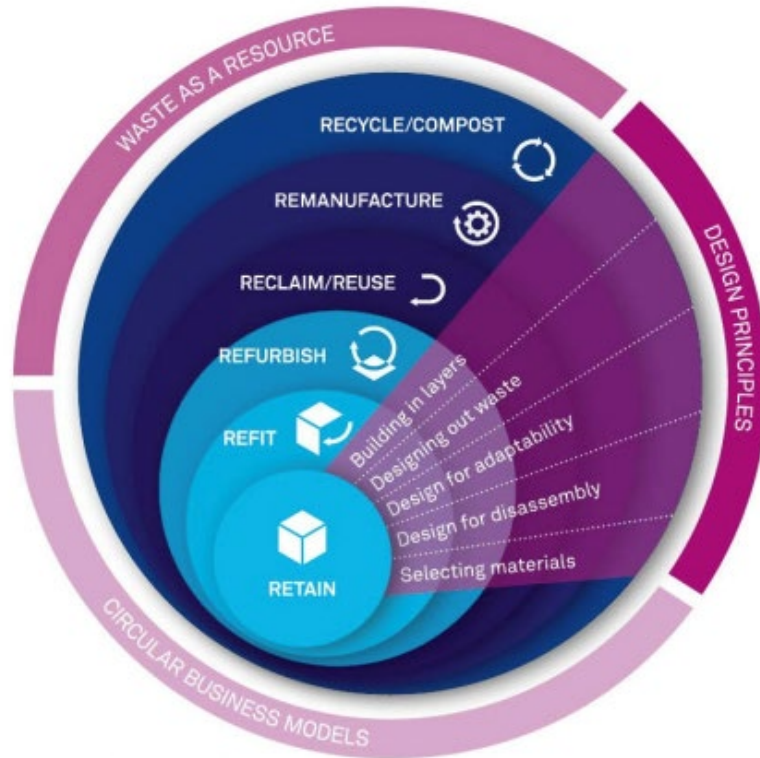 WASTE AS A RESOURCE
DESIGN PRINCIPLES
CIRCULAR BUSINESS MODELS
RECYCLE/COMPOST
REMANUFACTURE
RECLAIM/REUSE
REFURBISH
REFIT
RETAIN
Building in layers
Designing out waste
Design for adaptability
Design for disassembly
Selecting materials